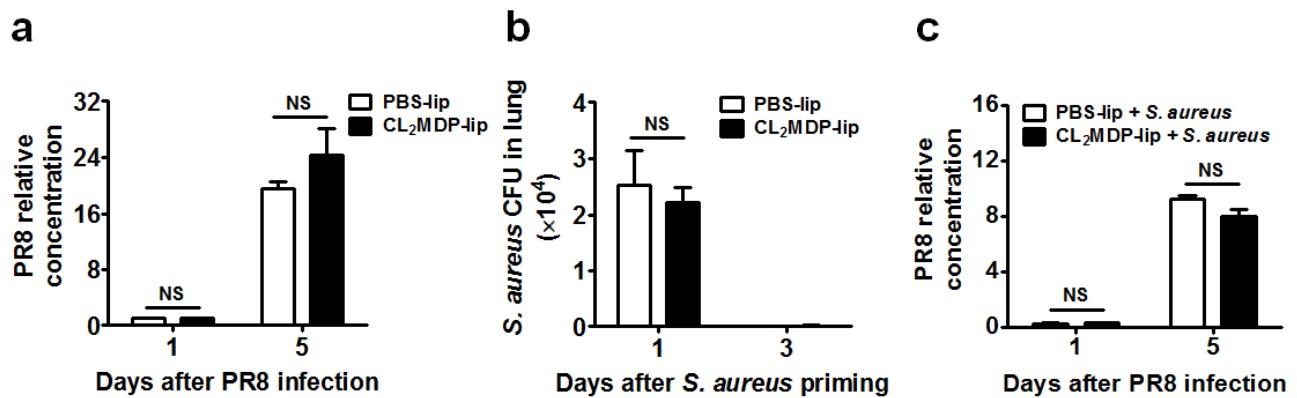 a
32
24
16
8
0
PR8 relative
concentration
NS
NS
PBS-lip
CL₂MDP-lip
1
5
Days after PR8 infection
b
4
3
2
1
0
S. aureus CFU in lung
(×10⁴)
NS
PBS-lip
CL₂MDP-lip
1
3
Days after S. aureus priming
c
16
12
8
4
0
PR8 relative
concentration
PBS-lip + S. aureus
CL₂MDP-lip + S. aureus
NS
NS
1
5
Days after PR8 infection